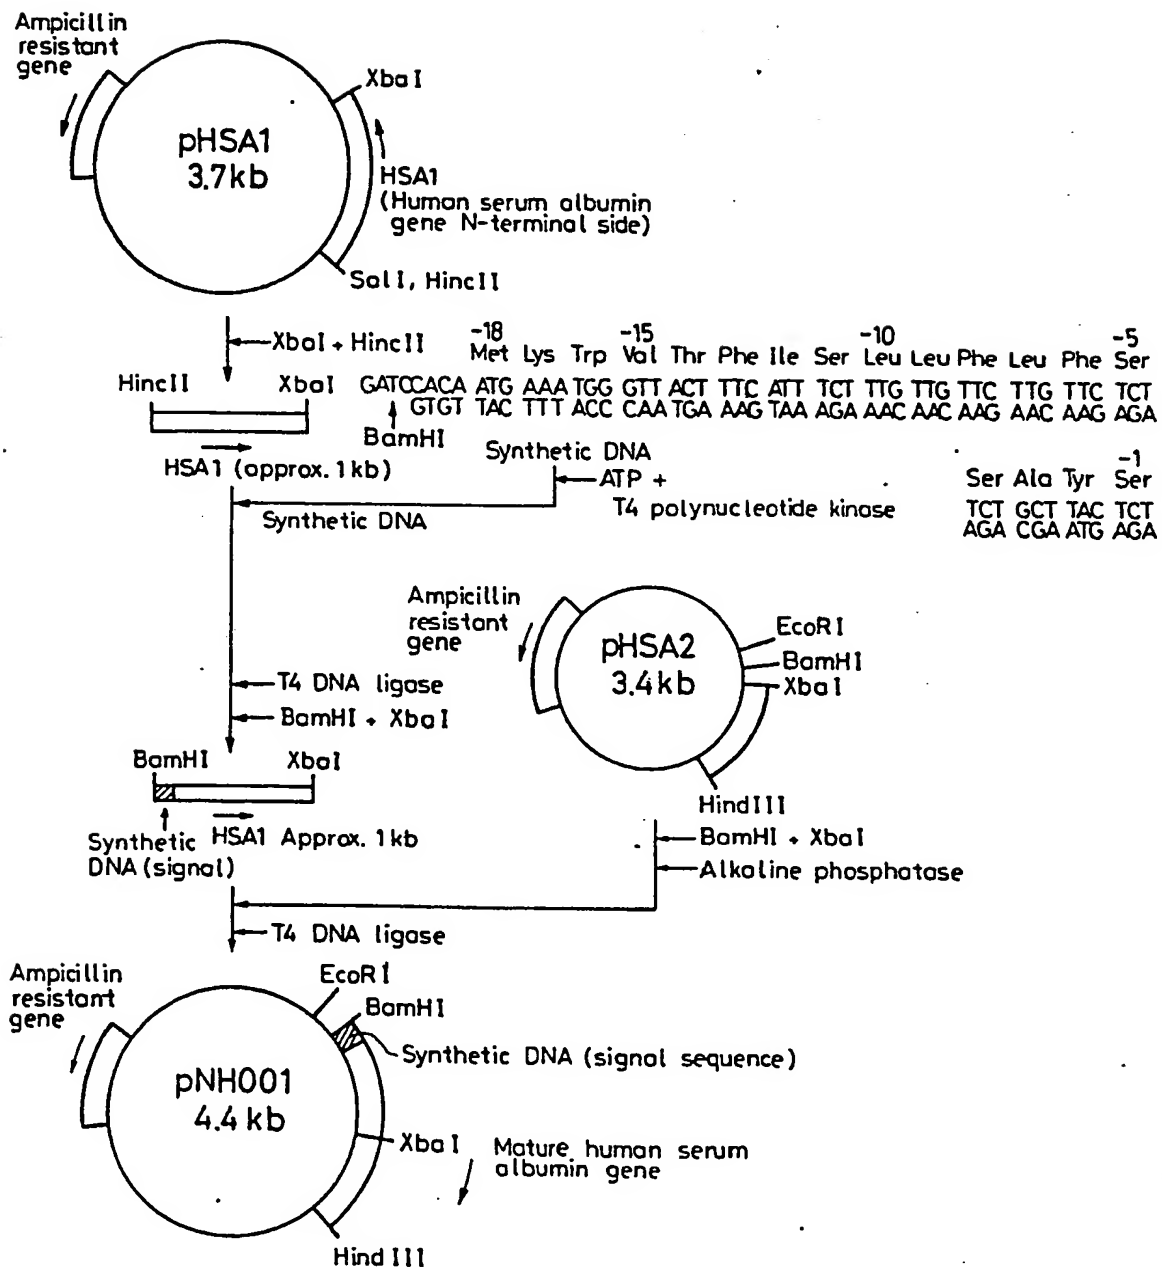 Ampicillin
resistant
gene
XbaI
pHSA1
3.7kb
HSA1
(Human serum albumin
gene N-terminal side)
SalI, HincII
XbaI + HincII
-18 -15 -10 -5
Met Lys Trp Val Thr Phe Ile Ser Leu Leu Phe Leu Phe Ser
HincII XbaI
GATCCACA ATG AAA TGG GTT ACT TTC ATT TCT TTG TTG TTC TTG TTC TCT
GTGT TAC TTT ACC CAA TGA AAG TAA AGA AAC AAC AAG AAC AAG AGA
BamHI
HSA1 (approx. 1kb)
Synthetic DNA
ATP +
T4 polynucleotide kinase
Synthetic DNA
-1
Ser Ala Tyr Ser
TCT GCT TAC TCT
AGA CGA ATG AGA
Ampicillin
resistant
gene
pHSA2
3.4kb
EcoRI
BamHI
XbaI
HindIII
T4 DNA ligase
BamHI + XbaI
BamHI XbaI
Synthetic
DNA (signal)
HSA1 Approx. 1kb
BamHI + XbaI
Alkaline phosphatase
T4 DNA ligase
Ampicillin
resistant
gene
EcoRI
BamHI
Synthetic DNA (signal sequence)
pNH001
4.4kb
XbaI
Mature human serum
albumin gene
Hind III